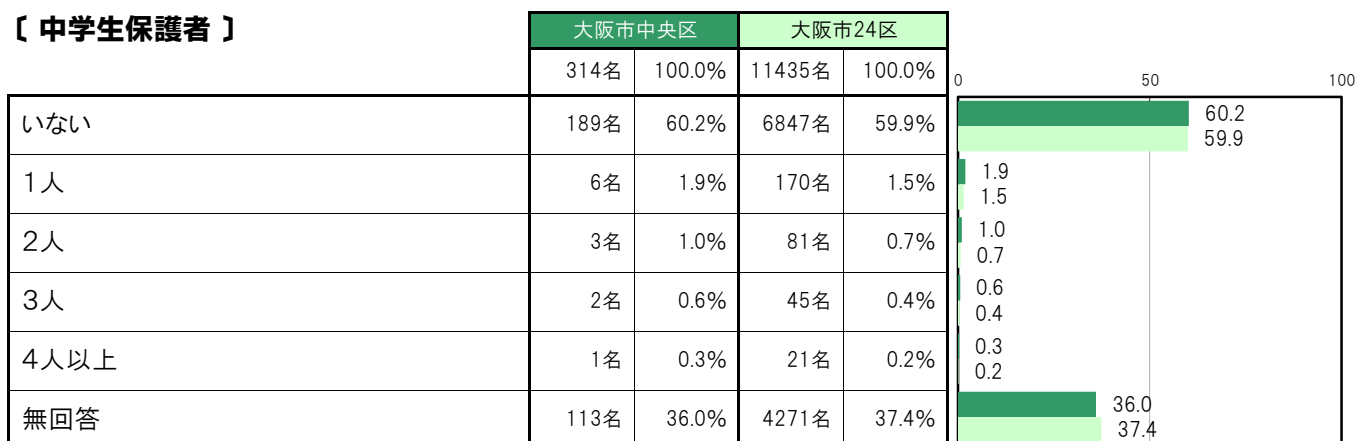 〔 中学生保護者 〕
大阪市中央区 大阪市24区
314名 100.0% 11435名 100.0%
0 50 100
いない 189名 60.2% 6847名 59.9% 60.2
59.9
1人 6名 1.9% 170名 1.5% 1.9
1.5
2人 3名 1.0% 81名 0.7% 1.0
0.7
3人 2名 0.6% 45名 0.4% 0.6
0.4
4人以上 1名 0.3% 21名 0.2% 0.3
0.2
無回答 113名 36.0% 4271名 37.4% 36.0
37.4